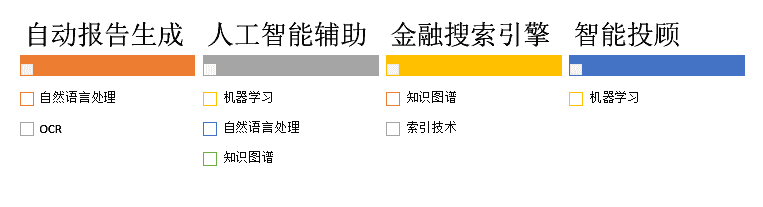 自动报告生成
自然语言处理
OCR
人工智能辅助
机器学习
自然语言处理
知识图谱
金融搜索引擎
知识图谱
索引技术
智能投顾
机器学习